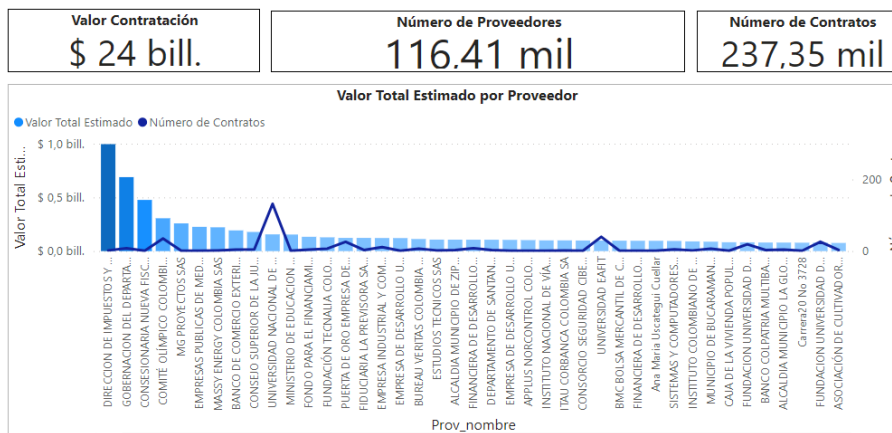 Valor Contratación
$ 24 bill.
Número de Proveedores
116,41 mil
Número de Contratos
237,35 mil
Valor Total Estimado por Proveedor
Valor Total Estimado Número de Contratos
Valor Total Esti...
$ 1,0 bill.
$ 0,5 bill.
$ 0,0 bill.
200
0
DIRECCION DE IMPUESTOS Y ...
GOBERNACION DEL DEPARTA...
CONSESIONARIA NUEVA FISC...
COMITÉ OLÍMPICO COLOMBI...
MG PROYECTOS SAS
EMPRESAS PUBLICAS DE MED...
MASSY ENERGY COLOMBIA SAS
BANCO DE COMERCIO EXTERI...
CONSEJO SUPERIOR DE LA JU...
UNIVERSIDAD NACIONAL DE ...
MINISTERIO DE EDUCACION
FONDO PARA EL FINANCIAMI...
FUNDACIÓN TECNALIA COLO...
PUERTA DE ORO EMPRESA DE...
FIDUCIARIA LA PREVISORA SA.
EMPRESA INDUSTRIAL Y COM...
EMPRESA DE DESARROLLO U...
BUREAU VERITAS COLOMBIA ...
ESTUDIOS TECNICOS SAS
ALCALDIA MUNICIPIO DE ZIP...
FINANCIERA DE DESARROLLO ...
DEPARTAMENTO DE SANTAN...
EMPRESA DE DESARROLLO U...
APPLUS NORCONTROL COLO...
INSTITUTO NACIONAL DE VÍA...
ITAU CORBANCA COLOMBIA SA
CONSORCIO SEGURIDAD CIBE...
UNIVERSIDAD EAFIT
BMC BOLSA MERCANTIL DE C...
FINANCIERA DE DESARROLLO...
Ana Maria Uscategui Cuellar
SISTEMAS Y COMPUTADORES...
INSTITUTO COLOMBIANO DE ...
MUNICIPIO DE BUCARAMAN...
CAJA DE LA VIVIENDA POPUL...
FUNDACION UNIVERSIDAD D...
BANCO COLPATRIA MULTIBA...
ALCALDIA MUNICIPIO LA GLO...
Carrera20 No 3728
FUNDACION UNIVERSIDAD D...
ASOCIACIÓN DE CULTIVADOR...
Prov_nombre